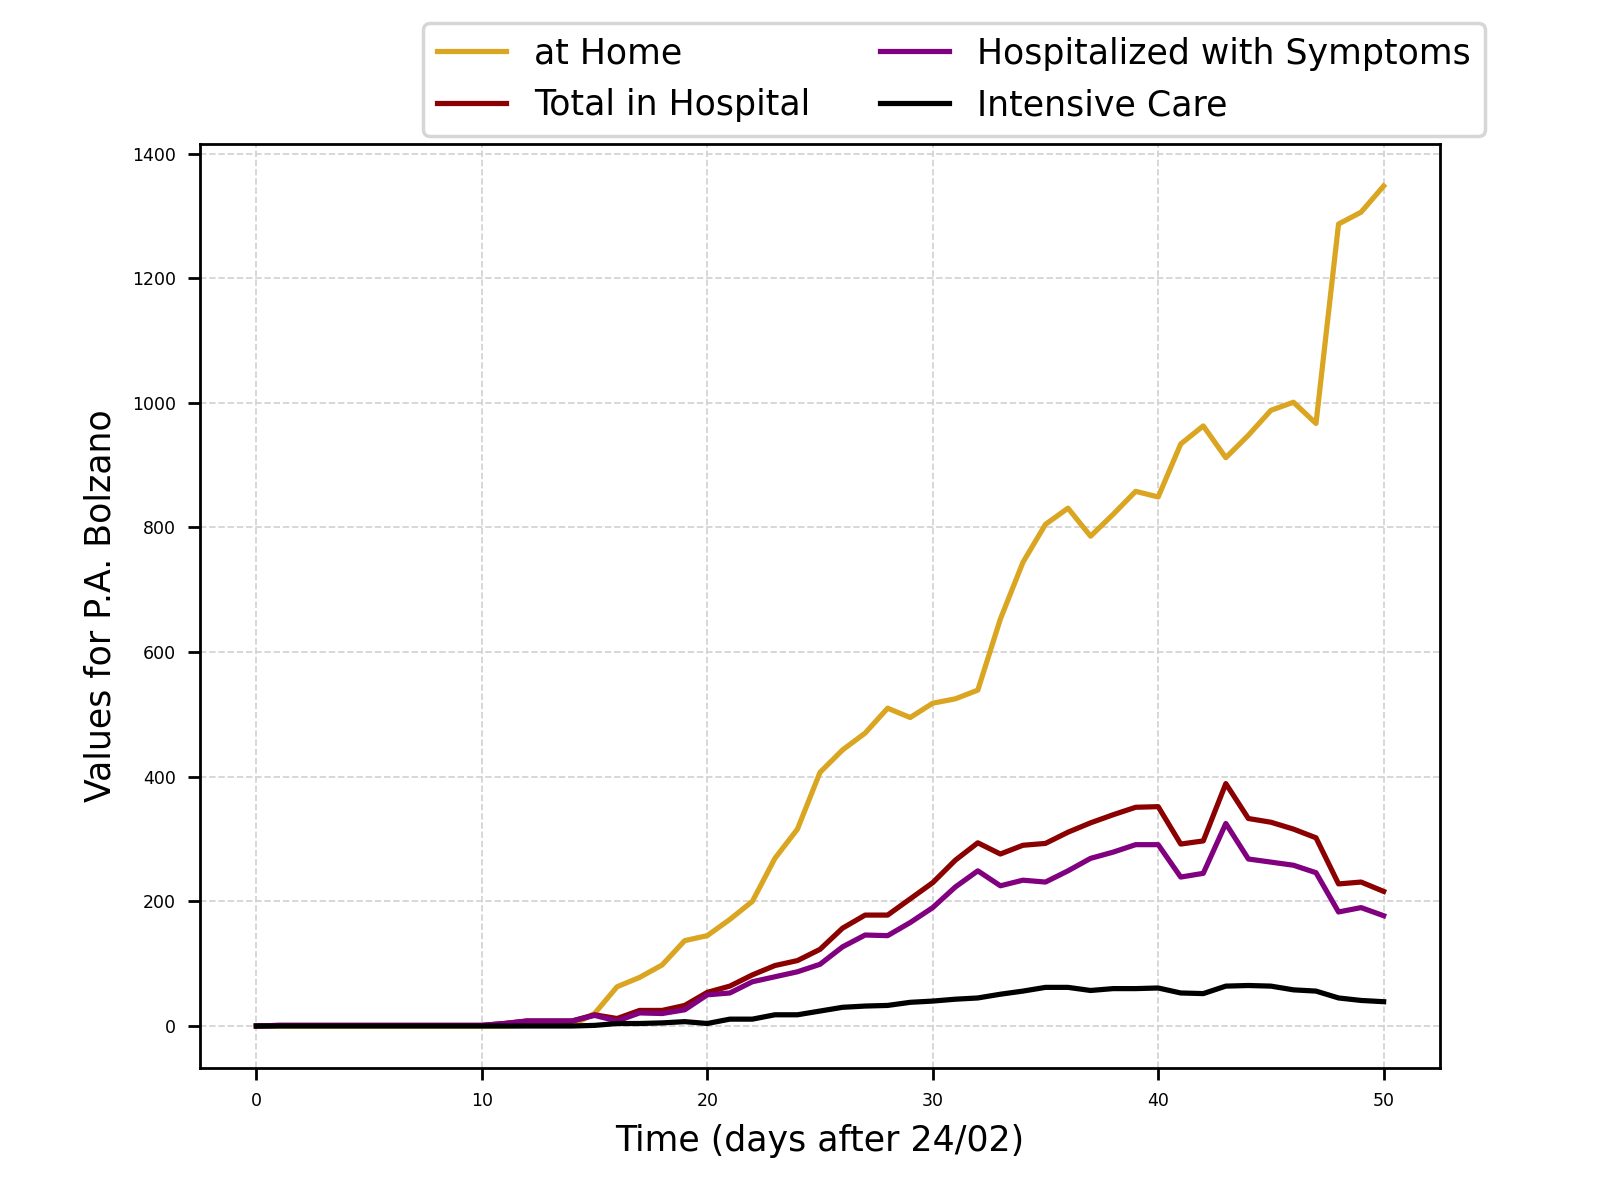 at Home
Total in Hospital
Hospitalized with Symptoms
Intensive Care
1400
1200
1000
800
600
400
200
0
Values for P.A. Bolzano
0 10 20 30 40 50
Time (days after 24/02)